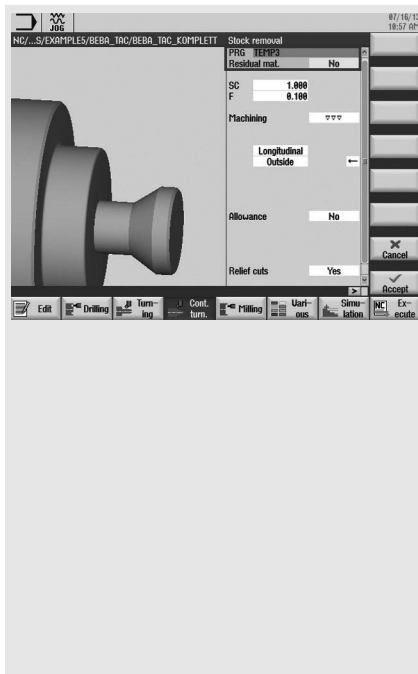 JOG
07/16/13
10:57 AM
NC/...S/EXAMPLE5/BEBA_TAC/BEBA_TAC_KOMPLETT
Stock removal
PRG TEMP3
Residual mat. No
SC 1.000
F 0.100
Machining ▽▽▽
Longitudinal
Outside ←
Allowance No
Relief cuts Yes
Cancel
Accept
Edit
Drilling
Turn-
ing
Cont.
turn.
Milling
Vari-
ous
Simu-
lation
NC Ex-
ecute